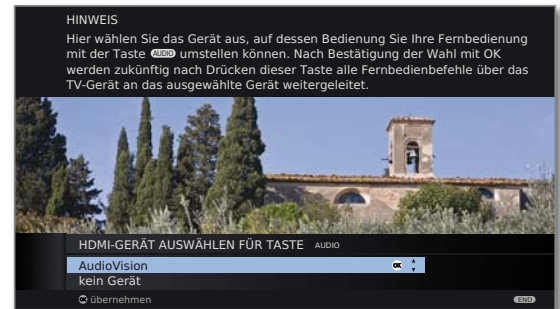 HINWEIS
Hier wählen Sie das Gerät aus, auf dessen Bedienung Sie Ihre Fernbedienung
mit der Taste AUDIO umstellen können. Nach Bestätigung der Wahl mit OK
werden zukünftig nach Drücken dieser Taste alle Fernbedienbefehle über das
TV-Gerät an das ausgewählte Gerät weitergeleitet.
HDMI-GERÄT AUSWÄHLEN FÜR TASTE AUDIO
AudioVision OK
kein Gerät
OK übernehmen END